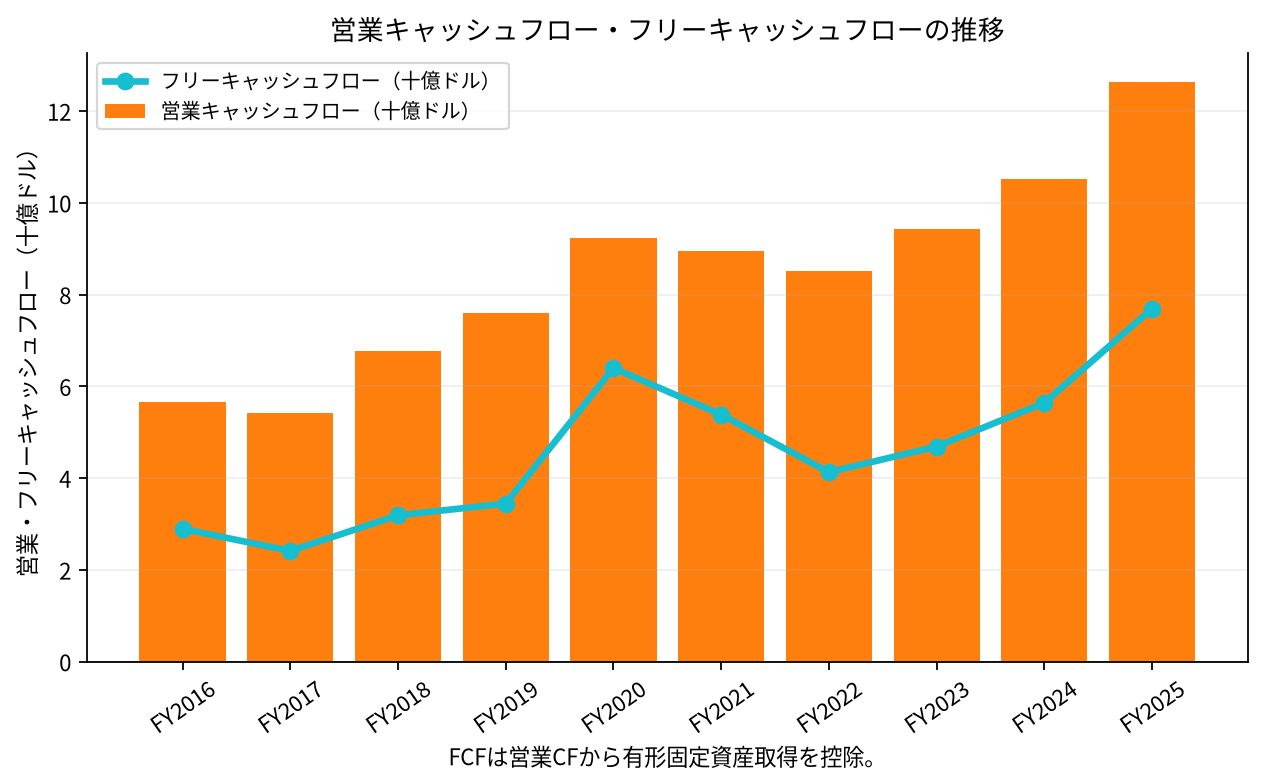 営業キャッシュフロー・フリーキャッシュフローの推移
フリーキャッシュフロー（十億ドル）
営業キャッシュフロー（十億ドル）
営業・フリーキャッシュフロー（十億ドル）
12
10
8
6
4
2
0
FY2016
FY2017
FY2018
FY2019
FY2020
FY2021
FY2022
FY2023
FY2024
FY2025
FCFは営業CFから有形固定資産取得を控除。